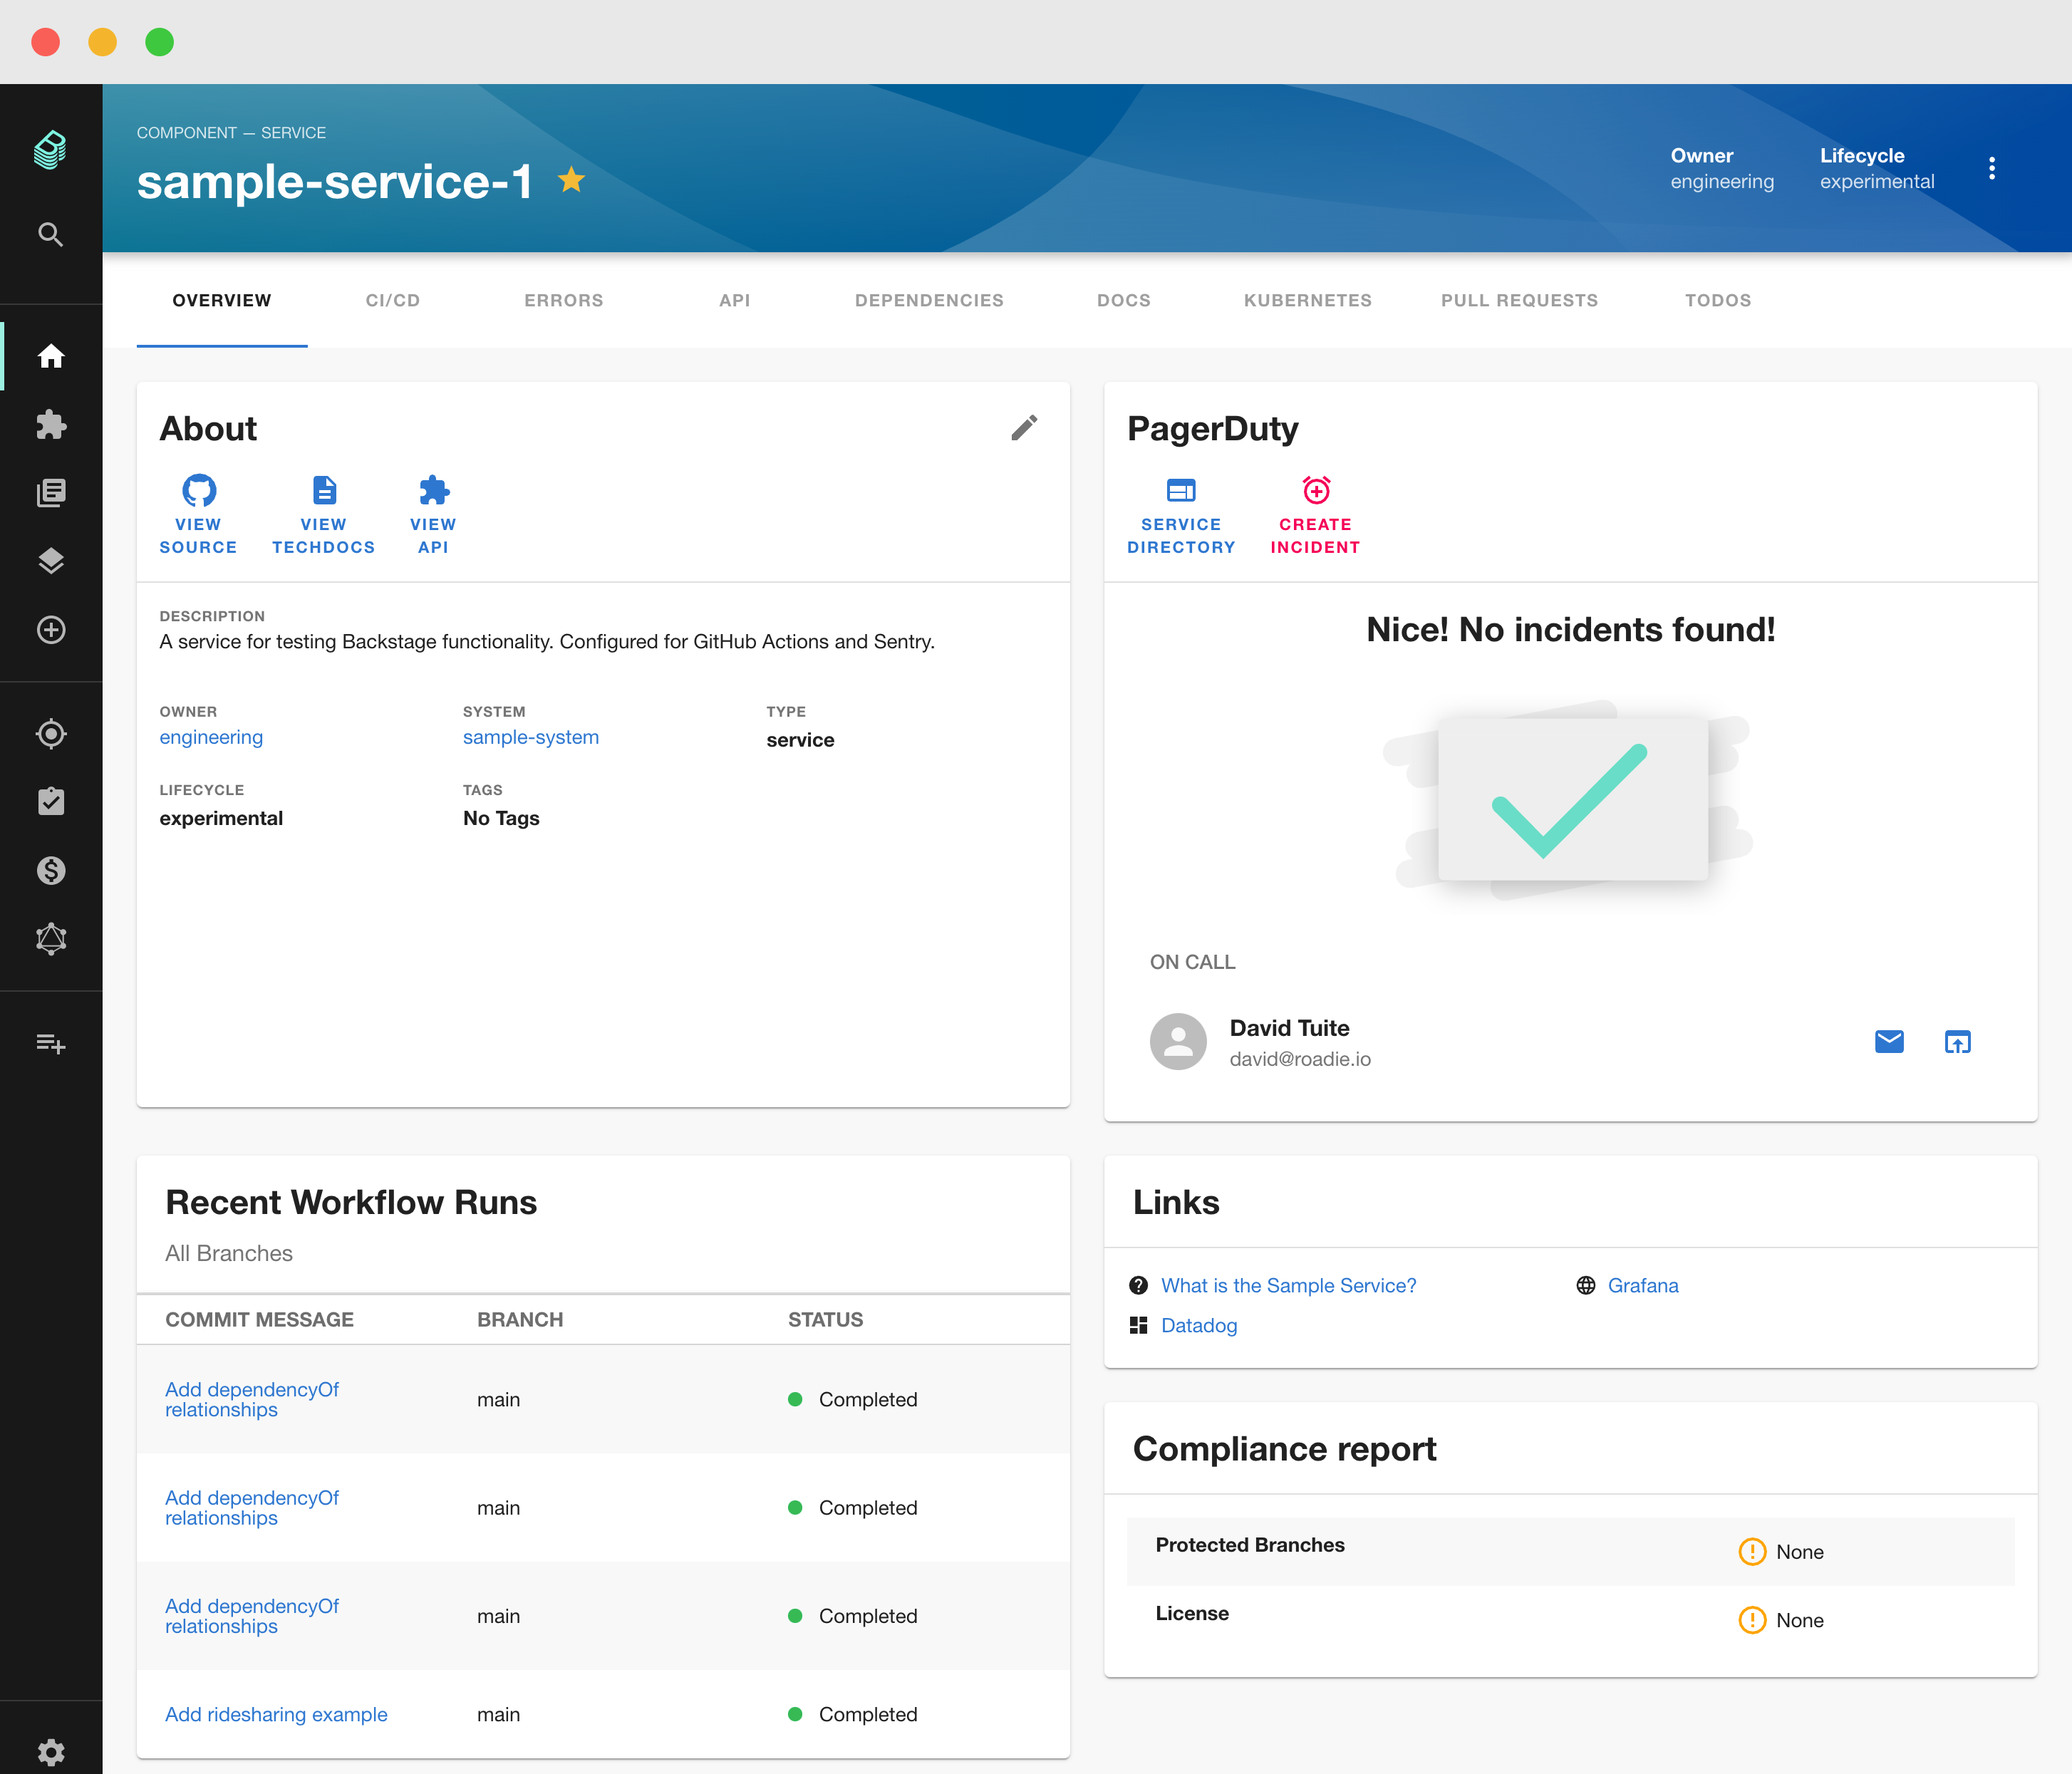 COMPONENT — SERVICE
sample-service-1
Owner
engineering
Lifecycle
experimental
OVERVIEW
CI/CD
ERRORS
API
DEPENDENCIES
DOCS
KUBERNETES
PULL REQUESTS
TODOS
About
VIEW
SOURCE
VIEW
TECHDOCS
VIEW
API
DESCRIPTION
A service for testing Backstage functionality. Configured for GitHub Actions and Sentry.
OWNER
engineering
SYSTEM
sample-system
TYPE
service
LIFECYCLE
experimental
TAGS
No Tags
PagerDuty
SERVICE
DIRECTORY
CREATE
INCIDENT
Nice! No incidents found!
ON CALL
David Tuite
david@roadie.io
Recent Workflow Runs
All Branches
COMMIT MESSAGE
BRANCH
STATUS
Add dependencyOf
relationships
main
Completed
Add dependencyOf
relationships
main
Completed
Add dependencyOf
relationships
main
Completed
Add ridesharing example
main
Completed
Links
What is the Sample Service?
Grafana
Datadog
Compliance report
Protected Branches
None
License
None